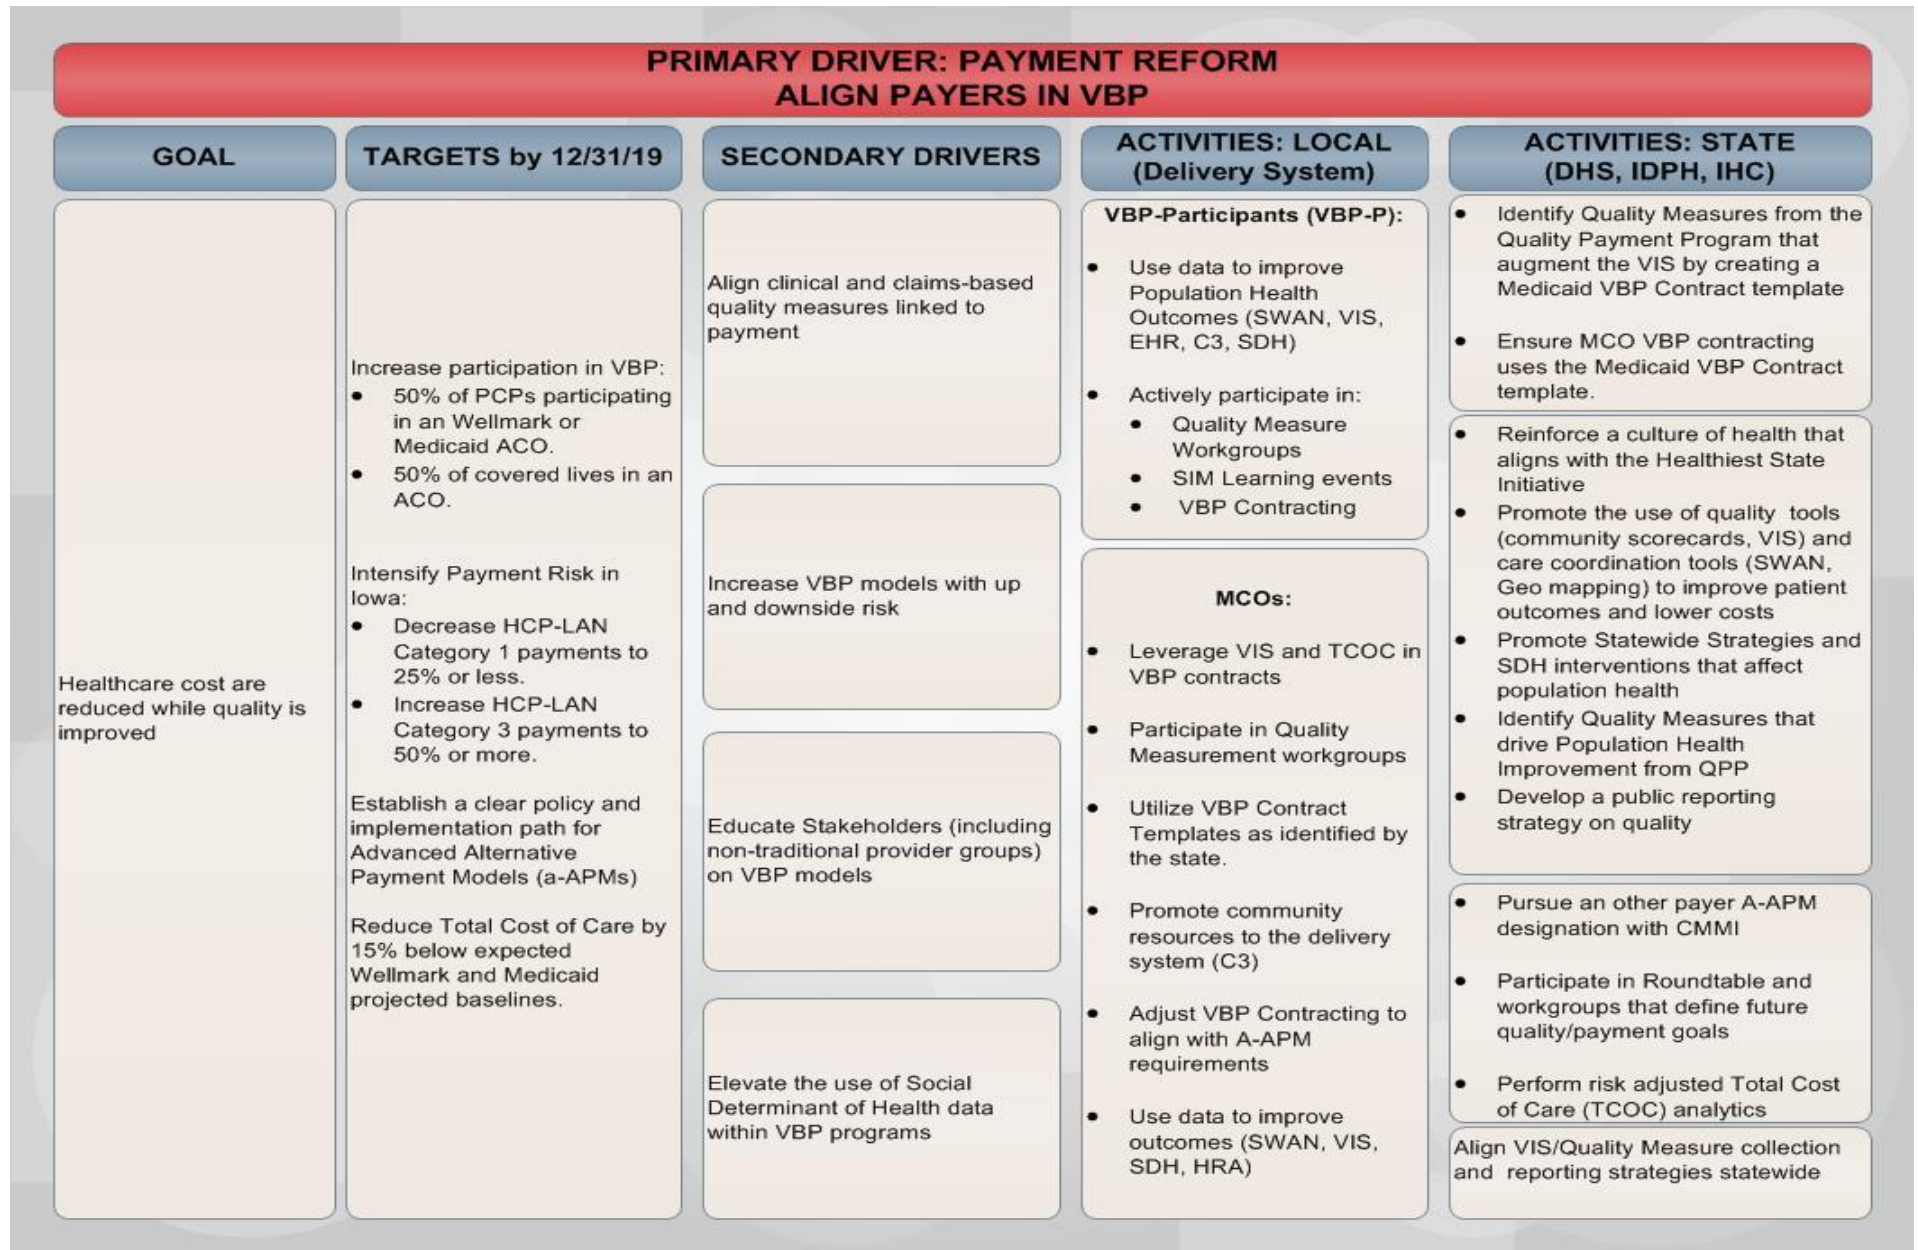 PRIMARY DRIVER: PAYMENT REFORM
ALIGN PAYERS IN VBP
GOAL
Healthcare cost are
reduced while quality is
improved
TARGETS by 12/31/19
Increase participation in VBP:
• 50% of PCPs participating
in an Wellmark or
Medicaid ACO.
• 50% of covered lives in an
ACO.
Intensify Payment Risk in
Iowa:
• Decrease HCP-LAN
Category 1 payments to
25% or less.
• Increase HCP-LAN
Category 3 payments to
50% or more.
Establish a clear policy and
implementation path for
Advanced Alternative
Payment Models (a-APMs)
Reduce Total Cost of Care by
15% below expected
Wellmark and Medicaid
projected baselines.
SECONDARY DRIVERS
Align clinical and claims-based
quality measures linked to
payment
Increase VBP models with up
and downside risk
Educate Stakeholders (including
non-traditional provider groups)
on VBP models
Elevate the use of Social
Determinant of Health data
within VBP programs
ACTIVITIES: LOCAL
(Delivery System)
VBP-Participants (VBP-P):
• Use data to improve
Population Health
Outcomes (SWAN, VIS,
EHR, C3, SDH)
• Actively participate in:
• Quality Measure
Workgroups
• SIM Learning events
• VBP Contracting
MCOs:
• Leverage VIS and TCOC in
VBP contracts
• Participate in Quality
Measurement workgroups
• Utilize VBP Contract
Templates as identified by
the state.
• Promote community
resources to the delivery
system (C3)
• Adjust VBP Contracting to
align with A-APM
requirements
• Use data to improve
outcomes (SWAN, VIS,
SDH, HRA)
ACTIVITIES: STATE
(DHS, IDPH, IHC)
• Identify Quality Measures from the
Quality Payment Program that
augment the VIS by creating a
Medicaid VBP Contract template
• Ensure MCO VBP contracting
uses the Medicaid VBP Contract
template.
• Reinforce a culture of health that
aligns with the Healthiest State
Initiative
• Promote the use of quality tools
(community scorecards, VIS) and
care coordination tools (SWAN,
Geo mapping) to improve patient
outcomes and lower costs
• Promote Statewide Strategies and
SDH interventions that affect
population health
• Identify Quality Measures that
drive Population Health
Improvement from QPP
• Develop a public reporting
strategy on quality
• Pursue an other payer A-APM
designation with CMMI
• Participate in Roundtable and
workgroups that define future
quality/payment goals
• Perform risk adjusted Total Cost
of Care (TCOC) analytics
Align VIS/Quality Measure collection
and reporting strategies statewide